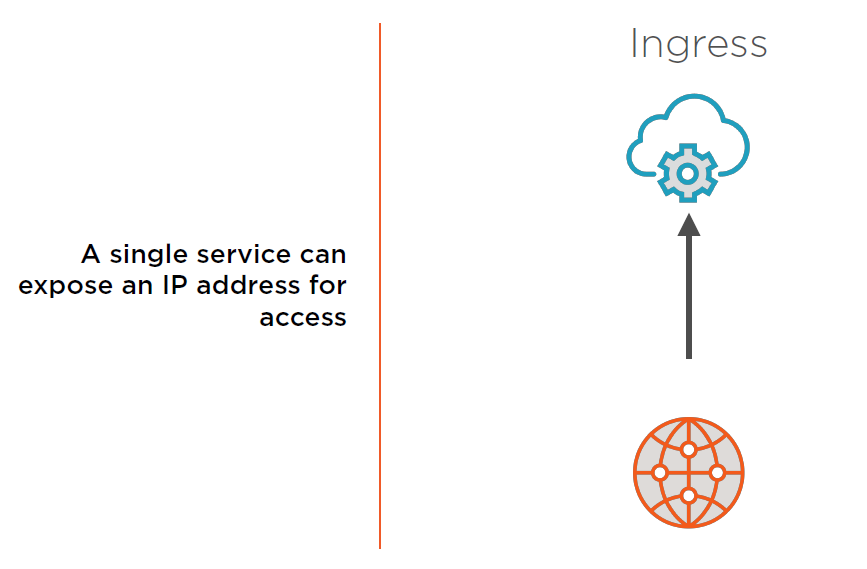 Ingress
A single service can
expose an IP address for
access